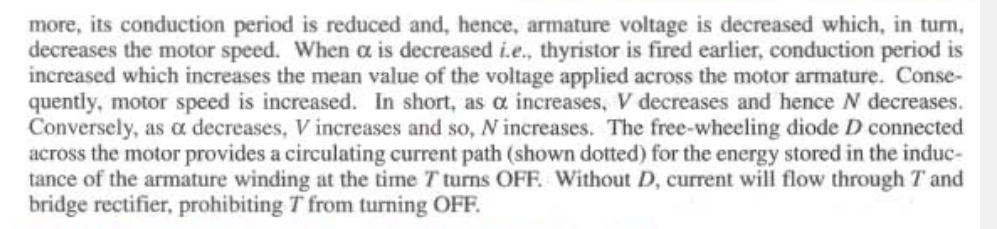 more, its conduction period is reduced and, hence, armature voltage is decreased which, in turn,
decreases the motor speed. When α is decreased i.e., thyristor is fired earlier, conduction period is
increased which increases the mean value of the voltage applied across the motor armature. Conse-
quently, motor speed is increased. In short, as α increases, V decreases and hence N decreases.
Conversely, as α decreases, V increases and so, N increases. The free-wheeling diode D connected
across the motor provides a circulating current path (shown dotted) for the energy stored in the induc-
tance of the armature winding at the time T turns OFF. Without D, current will flow through T and
bridge rectifier, prohibiting T from turning OFF.